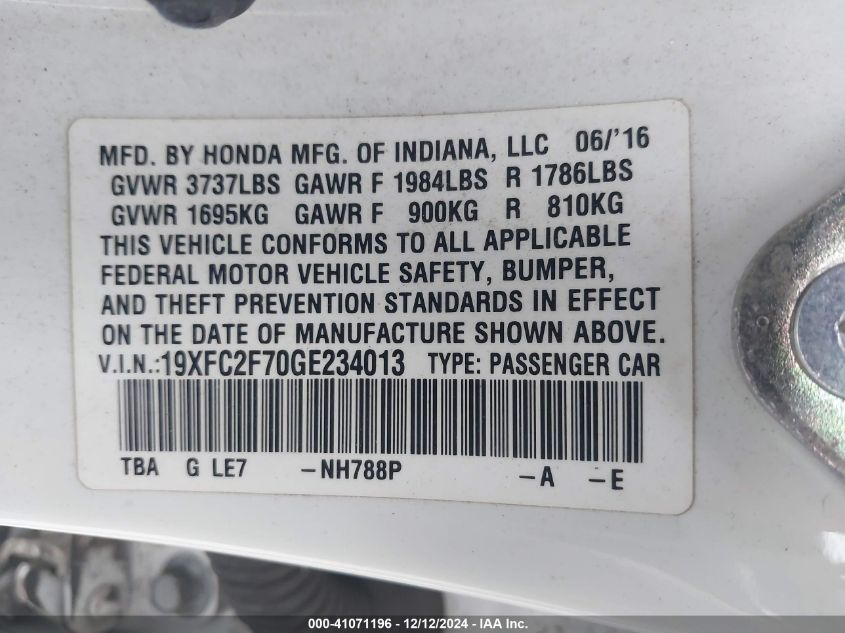 MFD. BY HONDA MFG. OF INDIANA, LLC 06/'16
GVWR 3737LBS GAWR F 1984LBS R 1786LBS
GVWR 1695KG GAWR F 900KG R 810KG
THIS VEHICLE CONFORMS TO ALL APPLICABLE
FEDERAL MOTOR VEHICLE SAFETY, BUMPER,
AND THEFT PREVENTION STANDARDS IN EFFECT
ON THE DATE OF MANUFACTURE SHOWN ABOVE.
V.I.N.:19XFC2F70GE234013 TYPE: PASSENGER CAR
TBA G LE7 -NH788P -A -E
000-41071196 - 12/12/2024 - IAA Inc.